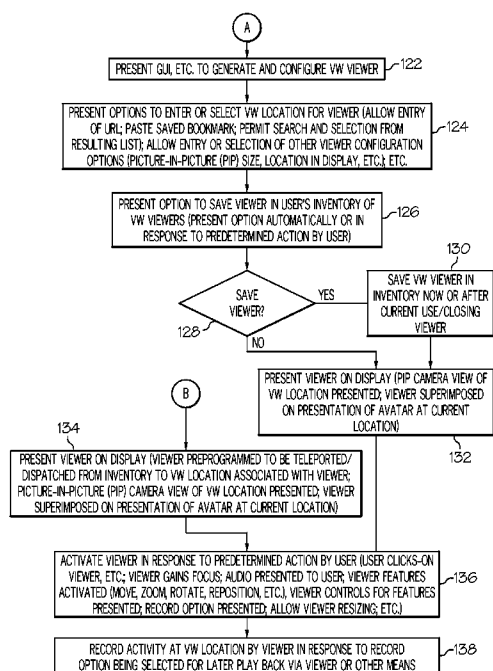 A
PRESENT GUI, ETC. TO GENERATE AND CONFIGURE VW VIEWER
122
PRESENT OPTIONS TO ENTER OR SELECT VW LOCATION FOR VIEWER (ALLOW ENTRY
OF URL; PASTE SAVED BOOKMARK; PERMIT SEARCH AND SELECTION FROM
RESULTING LIST); ALLOW ENTRY OR SELECTION OF OTHER VIEWER CONFIGURATION
OPTIONS (PICTURE-IN-PICTURE (PIP) SIZE, LOCATION IN DISPLAY, ETC.); ETC.
124
PRESENT OPTION TO SAVE VIEWER IN USER'S INVENTORY OF
VW VIEWERS (PRESENT OPTION AUTOMATICALLY OR IN
RESPONSE TO PREDETERMINED ACTION BY USER)
126
SAVE
VIEWER?
128
YES
NO
130
SAVE VW VIEWER IN
INVENTORY NOW OR AFTER
CURRENT USE/CLOSING
VIEWER
PRESENT VIEWER ON DISPLAY (PIP CAMERA VIEW OF
VW LOCATION PRESENTED; VIEWER SUPERIMPOSED
ON PRESENTATION OF AVATAR AT CURRENT
LOCATION)
132
B
134
PRESENT VIEWER ON DISPLAY (VIEWER PREPROGRAMMED TO BE TELEPORTED/
DISPATCHED FROM INVENTORY TO VW LOCATION ASSOCIATED WITH VIEWER;
PICTURE-IN-PICTURE (PIP) CAMERA VIEW OF VW LOCATION PRESENTED; VIEWER
SUPERIMPOSED ON PRESENTATION OF AVATAR AT CURRENT LOCATION)
ACTIVATE VIEWER IN RESPONSE TO PREDETERMINED ACTION BY USER (USER CLICKS-ON
VIEWER, ETC.; VIEWER GAINS FOCUS; AUDIO PRESENTED TO USER; VIEWER FEATURES
ACTIVATED (MOVE, ZOOM, ROTATE, REPOSITION, ETC.), VIEWER CONTROLS FOR FEATURES
PRESENTED; RECORD OPTION PRESENTED; ALLOW VIEWER RESIZING; ETC.)
136
RECORD ACTIVITY AT VW LOCATION BY VIEWER IN RESPONSE TO RECORD
OPTION BEING SELECTED FOR LATER PLAY BACK VIA VIEWER OR OTHER MEANS
138